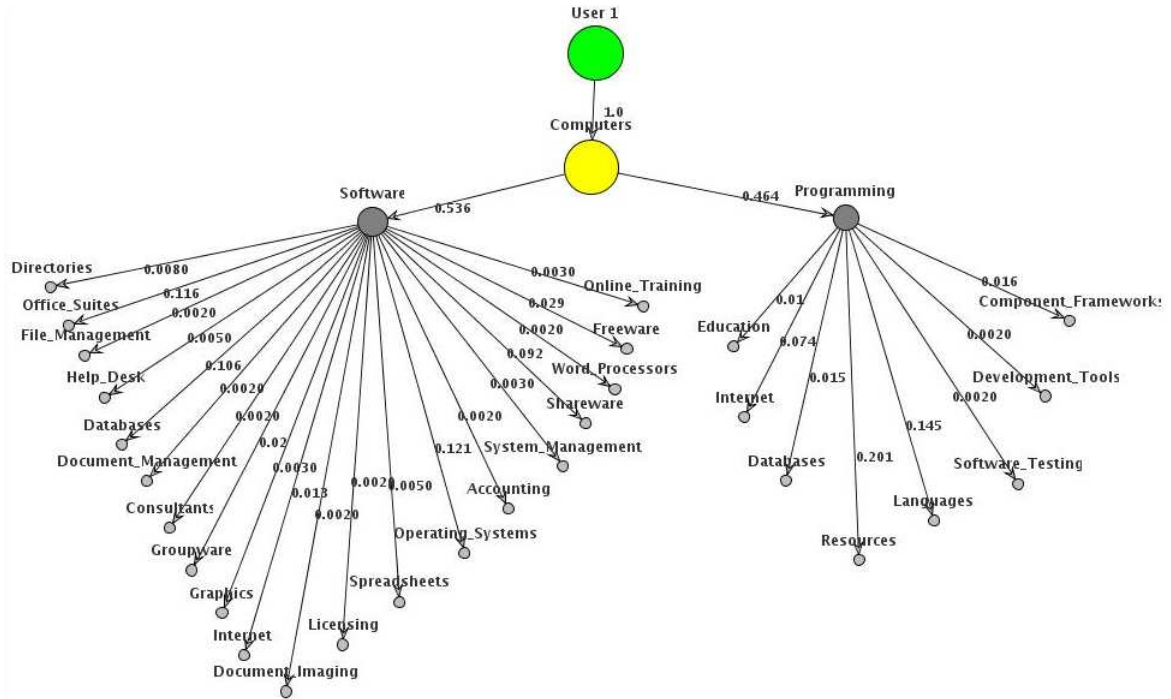 User 1
1.0
Computers
Software
Programming
0.536
0.464
Directories
0.0080
0.0030
Online_Training
0.016
Component_Frameworks
Office_Suites
0.116
0.029
0.01
File_Management
0.0020
0.0020
Freeware
Education
0.074
0.0020
Help_Desk
0.0050
0.092
Word_Processors
0.015
Development_Tools
0.106
0.0030
Shareware
Internet
0.0020
Databases
0.0020
0.0020
System_Management
0.145
Document_Management
0.0020
0.121
Databases
0.201
Software_Testing
Consultants
0.02
0.0030
0.013
0.0020
0.0020
0.0050
Accounting
Languages
Groupware
Operating_Systems
Resources
Graphics
Spreadsheets
Internet
Licensing
Document_Imaging